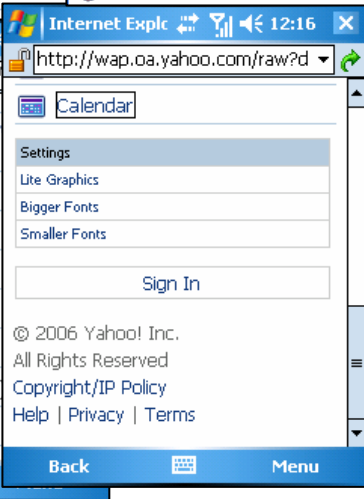 Internet Explc 12:16
http://wap.oa.yahoo.com/raw?d
Calendar
Settings
Lite Graphics
Bigger Fonts
Smaller Fonts
Sign In
© 2006 Yahoo! Inc.
All Rights Reserved
Copyright/IP Policy
Help | Privacy | Terms
Back Menu